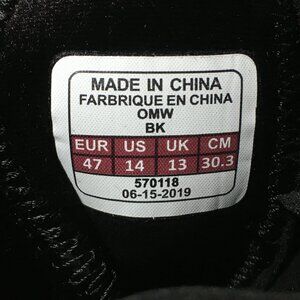 MADE IN CHINA
FARBRIQUE EN CHINA
OMW
BK
EUR US UK CM
47 14 13 30.3
570118
06-15-2019